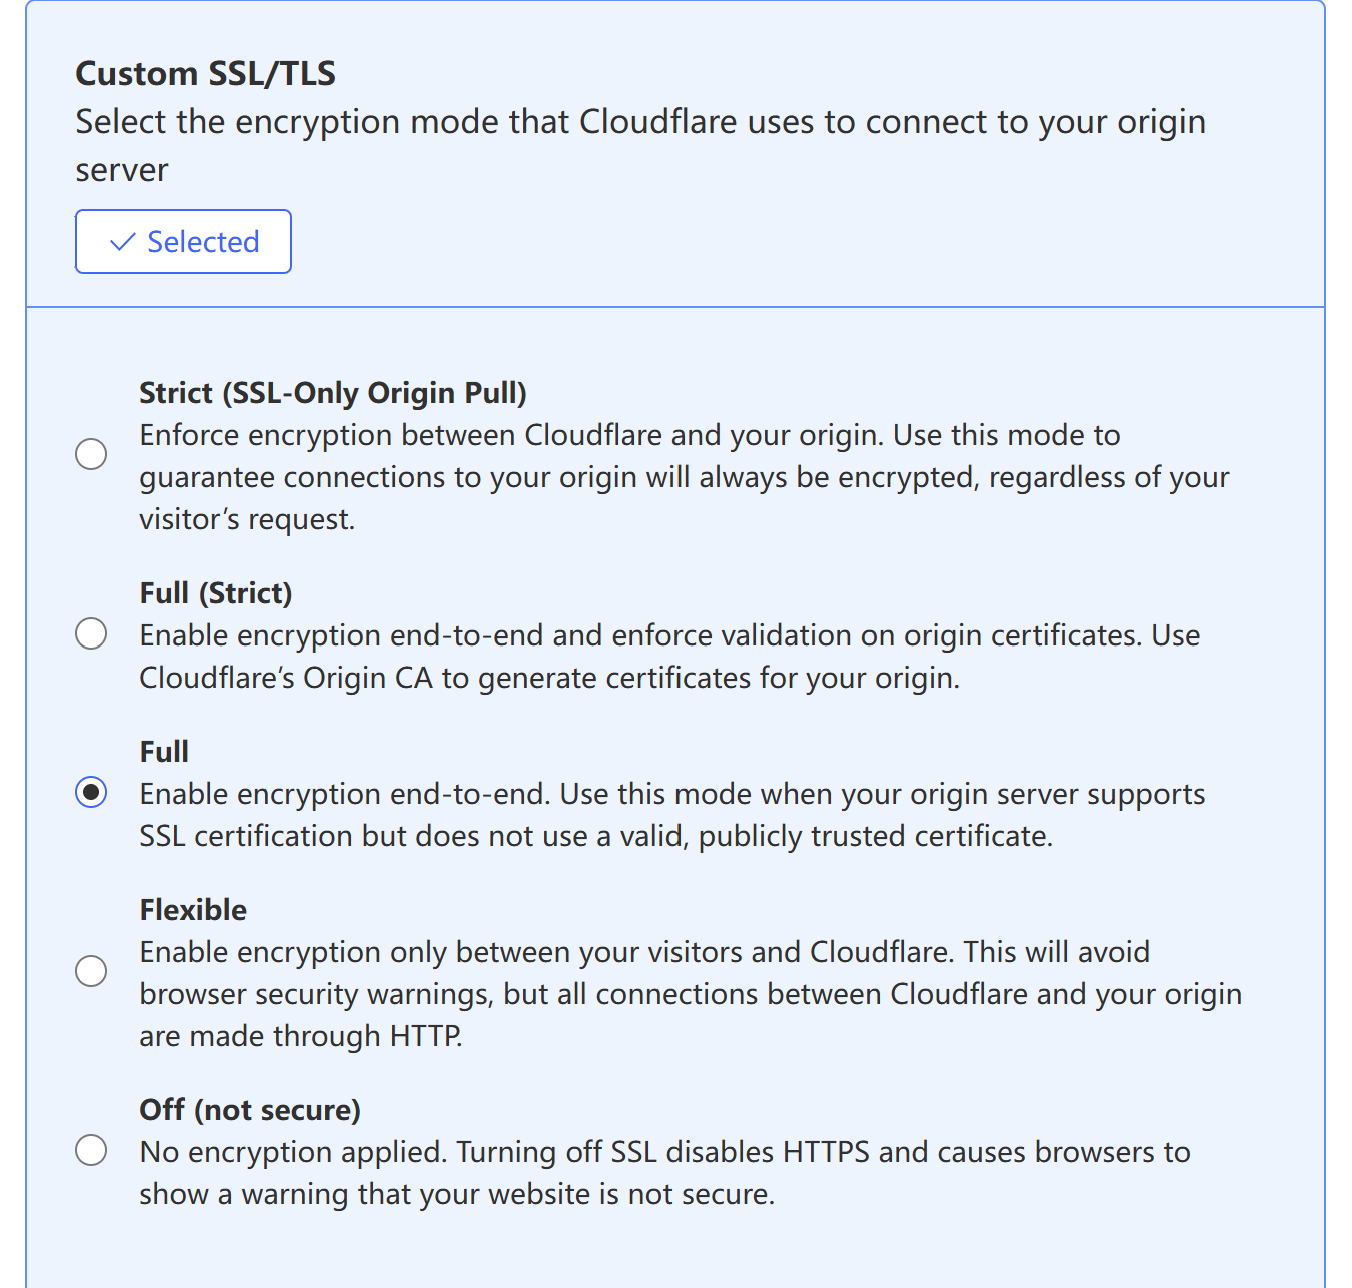 Custom SSL/TLS
Select the encryption mode that Cloudflare uses to connect to your origin
server
Selected
Strict (SSL-Only Origin Pull)
Enforce encryption between Cloudflare and your origin. Use this mode to
guarantee connections to your origin will always be encrypted, regardless of your
visitor’s request.
Full (Strict)
Enable encryption end-to-end and enforce validation on origin certificates. Use
Cloudflare’s Origin CA to generate certificates for your origin.
Full
Enable encryption end-to-end. Use this mode when your origin server supports
SSL certification but does not use a valid, publicly trusted certificate.
Flexible
Enable encryption only between your visitors and Cloudflare. This will avoid
browser security warnings, but all connections between Cloudflare and your origin
are made through HTTP.
Off (not secure)
No encryption applied. Turning off SSL disables HTTPS and causes browsers to
show a warning that your website is not secure.